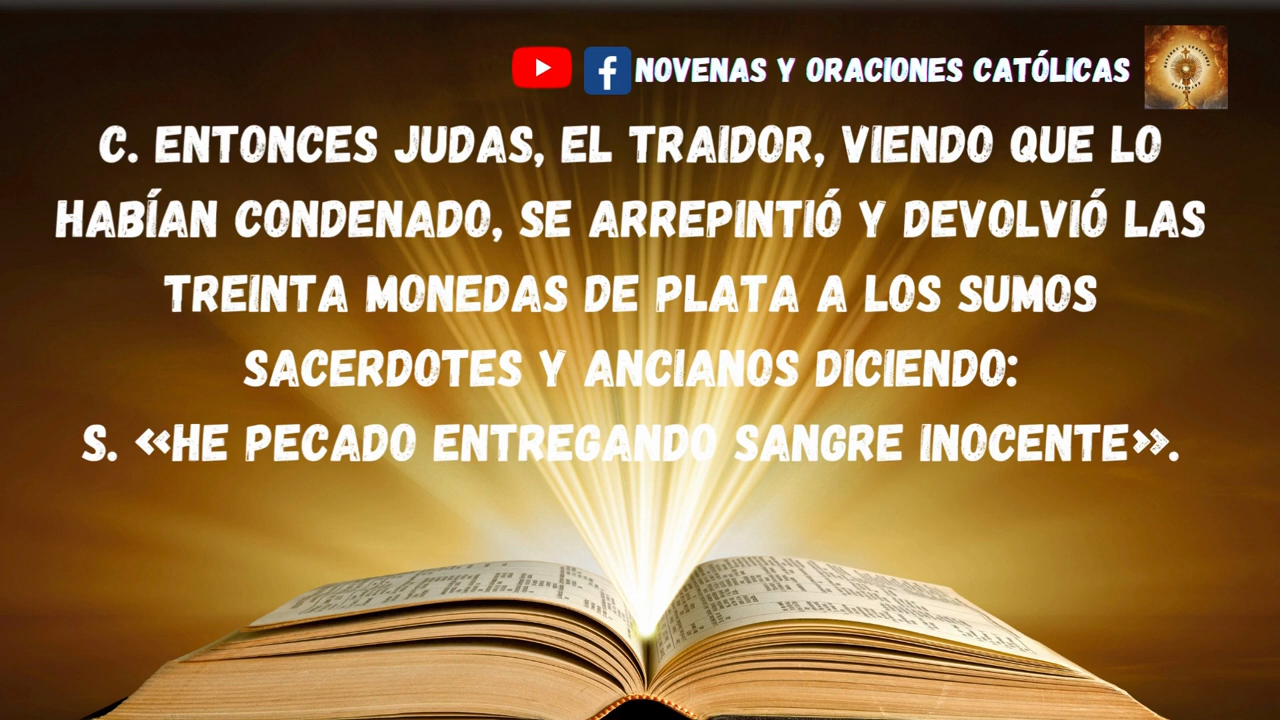 NOVENAS Y ORACIONES CATÓLICAS
C. ENTONCES JUDAS, EL TRAIDOR, VIENDO QUE LO
HABÍAN CONDENADO, SE ARREPINTIÓ Y DEVOLVIÓ LAS
TREINTA MONEDAS DE PLATA A LOS SUMOS
SACERDOTES Y ANCIANOS DICIENDO:
S. «HE PECADO ENTREGANDO SANGRE INOCENTE».